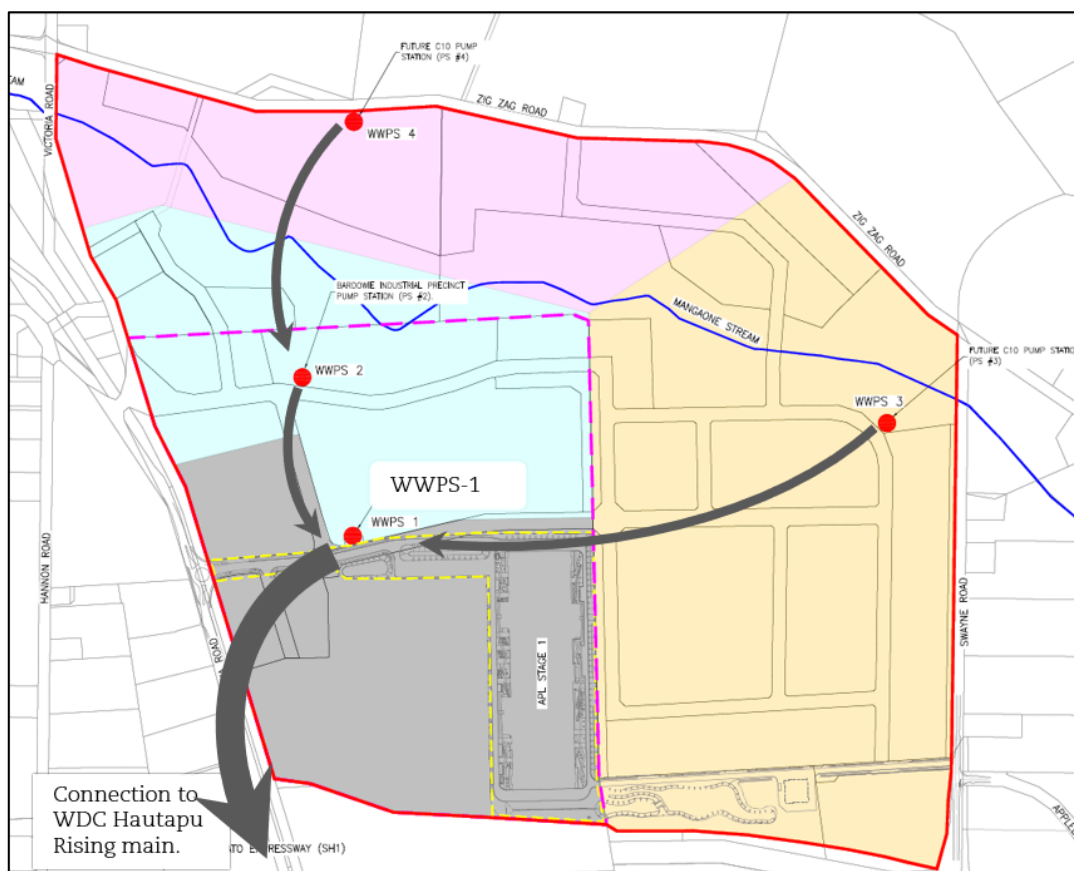 FUTURE C10 PUMP
STATION (PS #4)
ZIG ZAG ROAD
WWPS 4
VICTORIA ROAD
ZIG ZAG ROAD
BARDOWIE INDUSTRIAL PRECINCT
PUMP STATION (PS #2).
MANGAONE STREAM
FUTURE C10 PUMP STATION
(PS #3)
WWPS 2
WWPS 3
WWPS-1
WWPS 1
HANNON ROAD
ROAD
APL STAGE 1
SWAYNE ROAD
Connection to
WDC Hautapu
Rising main.
(SH1)